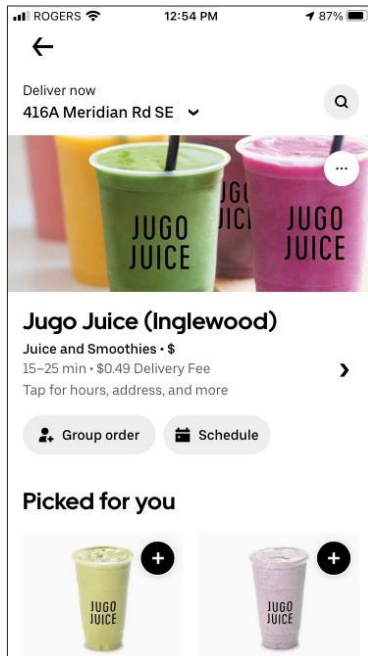 ROGERS 12:54 PM 87%
Deliver now
416A Meridian Rd SE
JUGO
JUICE
JUGO
JUICE
Jugo Juice (Inglewood)
Juice and Smoothies • $
15–25 min • $0.49 Delivery Fee
Tap for hours, address, and more
Group order Schedule
Picked for you
JUGO
JUICE
JUGO
JUICE